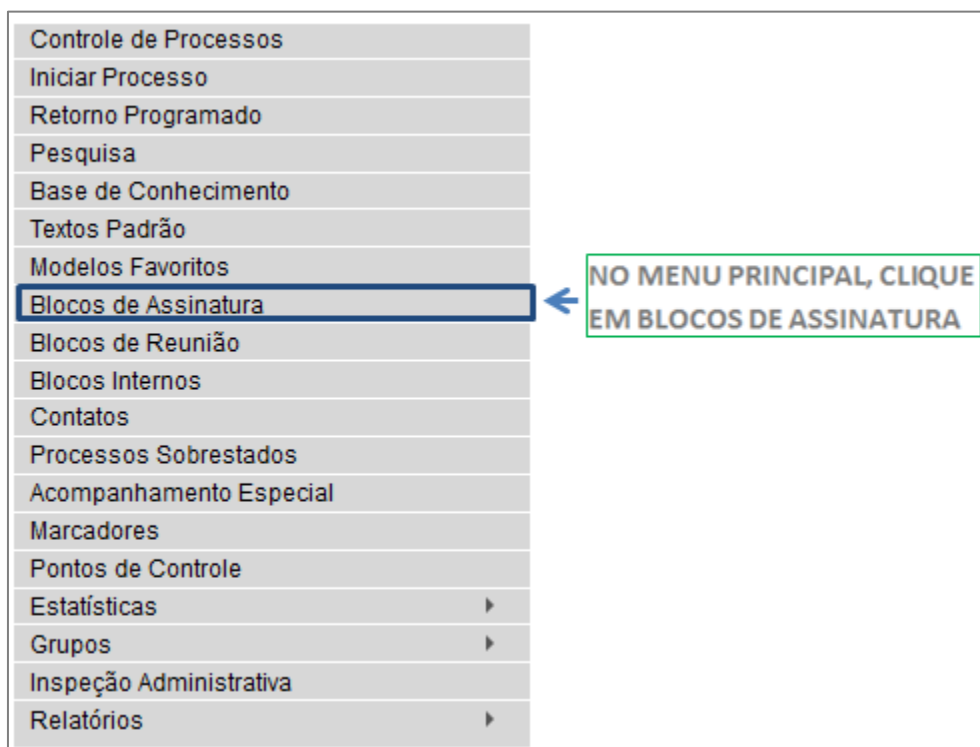 Controle de Processos
Iniciar Processo
Retorno Programado
Pesquisa
Base de Conhecimento
Textos Padrão
Modelos Favoritos
Blocos de Assinatura
Blocos de Reunião
Blocos Internos
Contatos
Processos Sobrestados
Acompanhamento Especial
Marcadores
Pontos de Controle
Estatísticas
Grupos
Inspeção Administrativa
Relatórios
NO MENU PRINCIPAL, CLIQUE
EM BLOCOS DE ASSINATURA